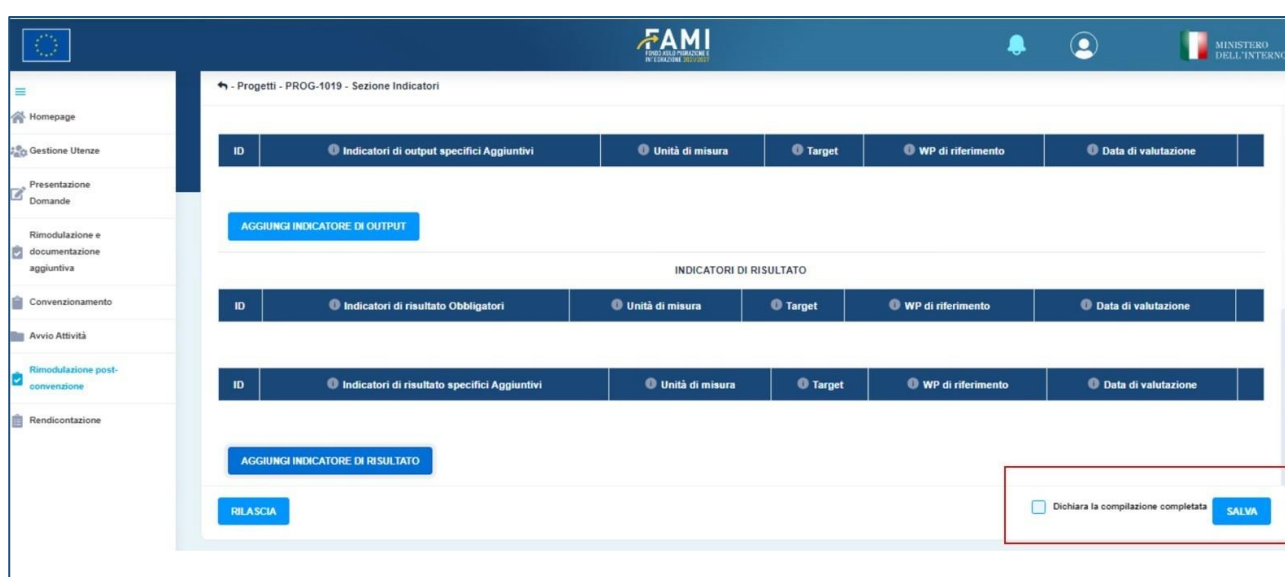 FAMI
FONDO ASILO MIGRAZIONE E
INTEGRAZIONE 2021/2027
MINISTERO
DELL'INTERNO
- Progetti - PROG-1019 - Sezione Indicatori
Homepage
Gestione Utenze
Presentazione
Domande
Rimodulazione e
documentazione
aggiuntiva
Convenzionamento
Avvio Attività
Rimodulazione post-
convenzione
Rendicontazione
ID Indicatori di output specifici Aggiuntivi Unità di misura Target WP di riferimento Data di valutazione
AGGIUNGI INDICATORE DI OUTPUT
INDICATORI DI RISULTATO
ID Indicatori di risultato Obbligatori Unità di misura Target WP di riferimento Data di valutazione
ID Indicatori di risultato specifici Aggiuntivi Unità di misura Target WP di riferimento Data di valutazione
AGGIUNGI INDICATORE DI RISULTATO
RILASCIA
Dichiara la compilazione completata
SALVA